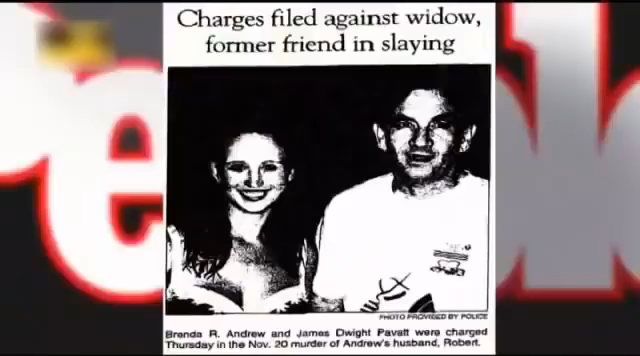 Charges filed against widow,
former friend in slaying
PHOTO PROVIDED BY POLICE
Brenda R. Andrew and James Dwight Pavatt were charged
Thursday in the Nov. 20 murder of Andrew's husband, Robert.